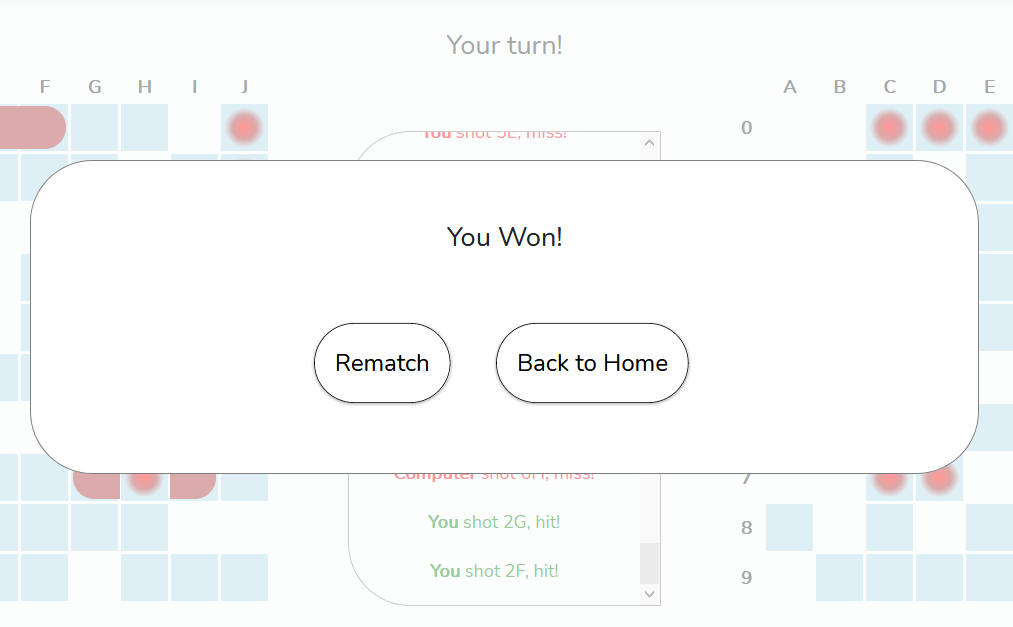 Your turn!
F G H I J
A B C D E
0
You shot 5E, miss!
You Won!
Rematch
Back to Home
Computer shot 6H, miss!
7
You shot 2G, hit!
8
You shot 2F, hit!
9